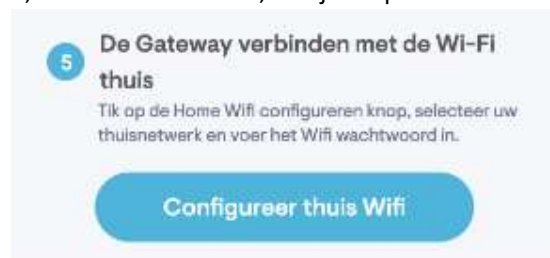 5
De Gateway verbinden met de Wi-Fi
thuis
Tik op de Home Wifi configureren knop, selecteer uw
thuisnetwerk en voer het Wifi wachtwoord in.
Configureer thuis Wifi